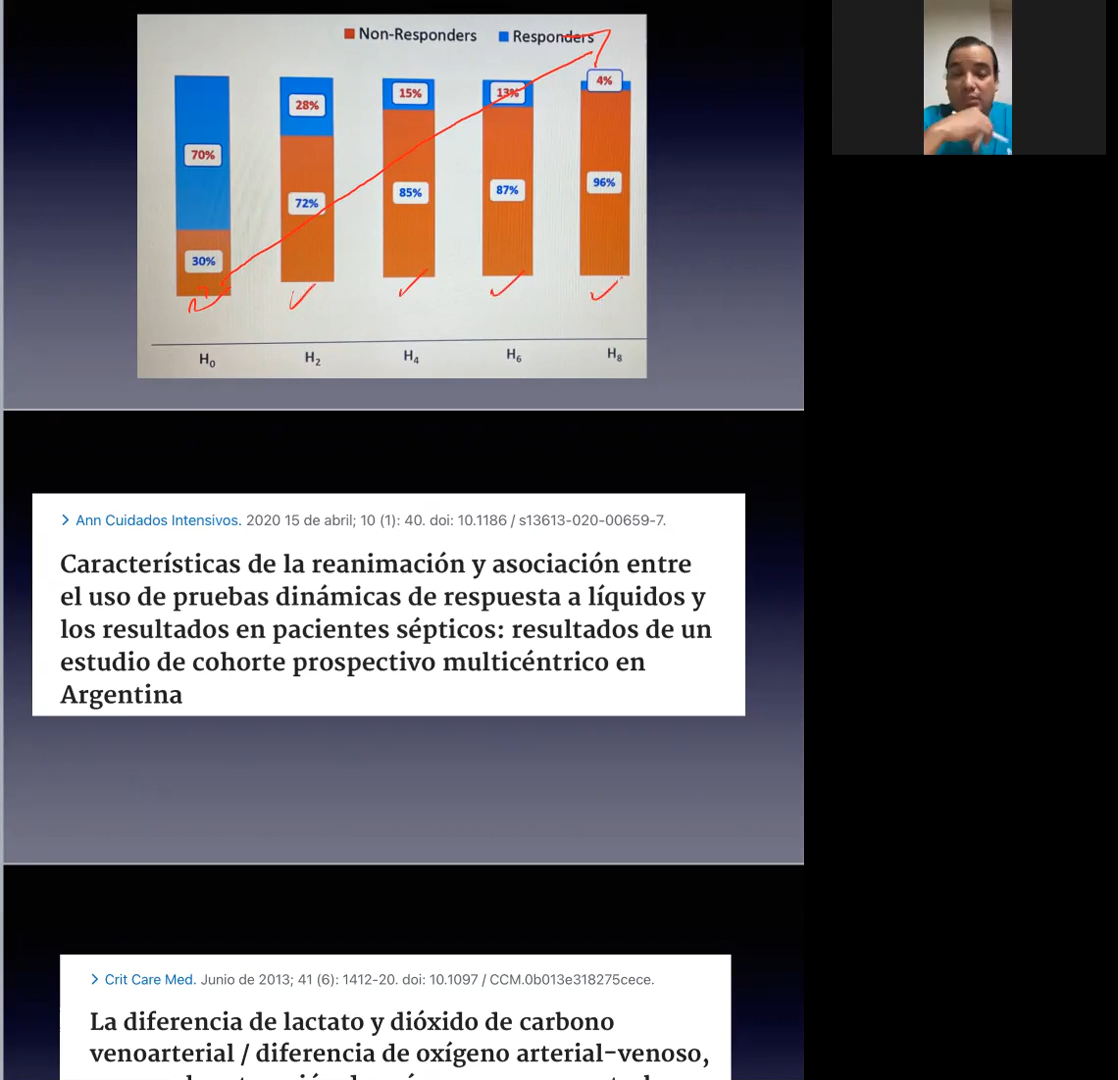 Non-Responders Responders
4%
28% 15% 13%
70%
72% 85% 87% 96%
30%
H₀ H₂ H₄ H₆ H₈
> Ann Cuidados Intensivos. 2020 15 de abril; 10 (1): 40. doi: 10.1186 / s13613-020-00659-7.
Características de la reanimación y asociación entre
el uso de pruebas dinámicas de respuesta a líquidos y
los resultados en pacientes sépticos: resultados de un
estudio de cohorte prospectivo multicéntrico en
Argentina
> Crit Care Med. Junio de 2013; 41 (6): 1412-20. doi: 10.1097 / CCM.0b013e318275cece.
La diferencia de lactato y dióxido de carbono
venoarterial / diferencia de oxígeno arterial-venoso,